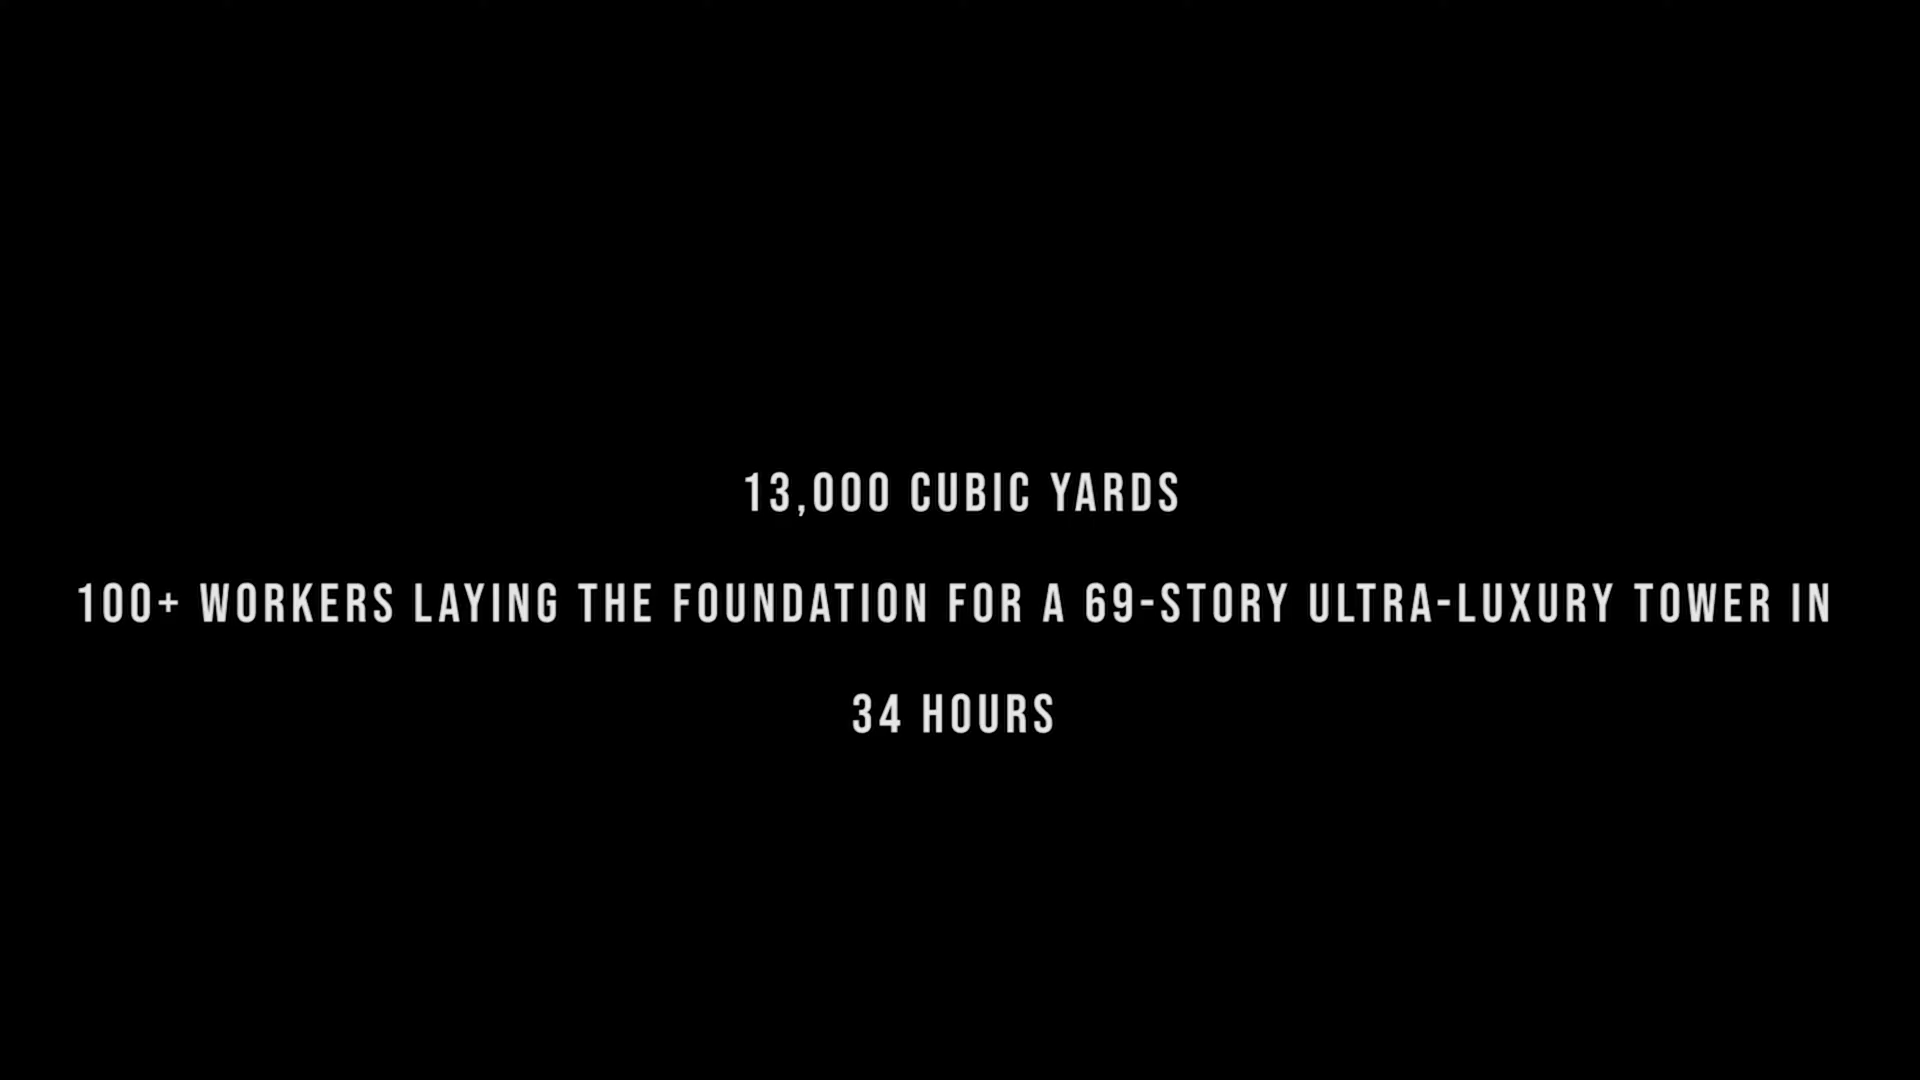 13,000 CUBIC YARDS
100+ WORKERS LAYING THE FOUNDATION FOR A 69-STORY ULTRA-LUXURY TOWER IN
34 HOURS